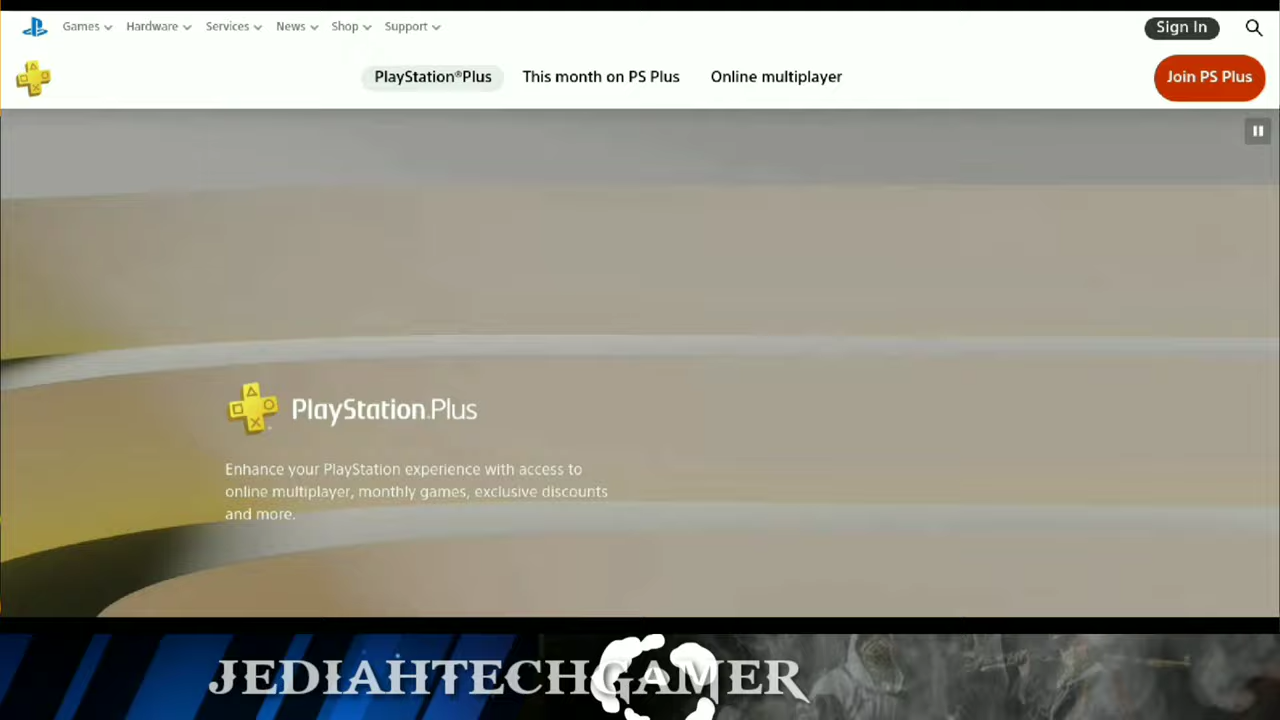 Games Hardware Services News Shop Support Sign In
PlayStation®Plus This month on PS Plus Online multiplayer Join PS Plus
PlayStation.Plus
Enhance your PlayStation experience with access to
online multiplayer, monthly games, exclusive discounts
and more.
JEDIAHTECHGAMER